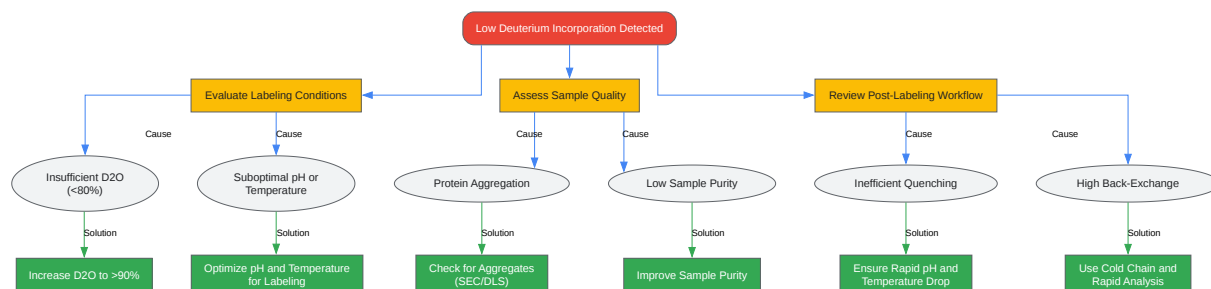 Low Deuterium Incorporation Detected
Evaluate Labeling Conditions
Assess Sample Quality
Review Post-Labeling Workflow
Cause
Cause
Cause
Cause
Cause
Cause
Insufficient D2O
(<80%)
Suboptimal pH or
Temperature
Protein Aggregation
Low Sample Purity
Inefficient Quenching
High Back-Exchange
Solution
Solution
Solution
Solution
Solution
Solution
Increase D2O to >90%
Optimize pH and Temperature
for Labeling
Check for Aggregates
(SEC/DLS)
Improve Sample Purity
Ensure Rapid pH and
Temperature Drop
Use Cold Chain and
Rapid Analysis